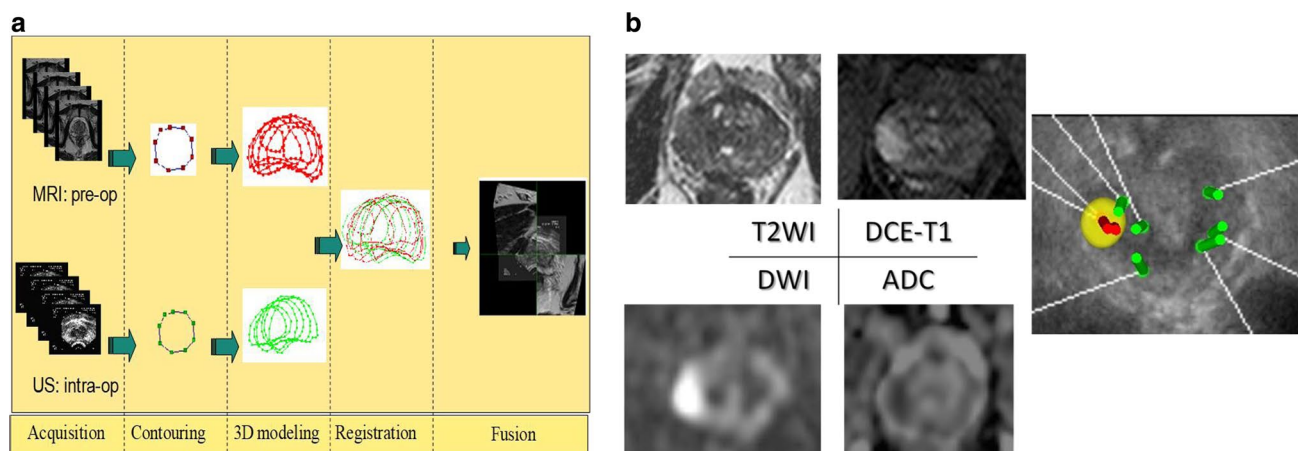 a
MRI: pre-op
US: intra-op
Acquisition Contouring 3D modeling Registration Fusion
b
T2WI DCE-T1
DWI ADC